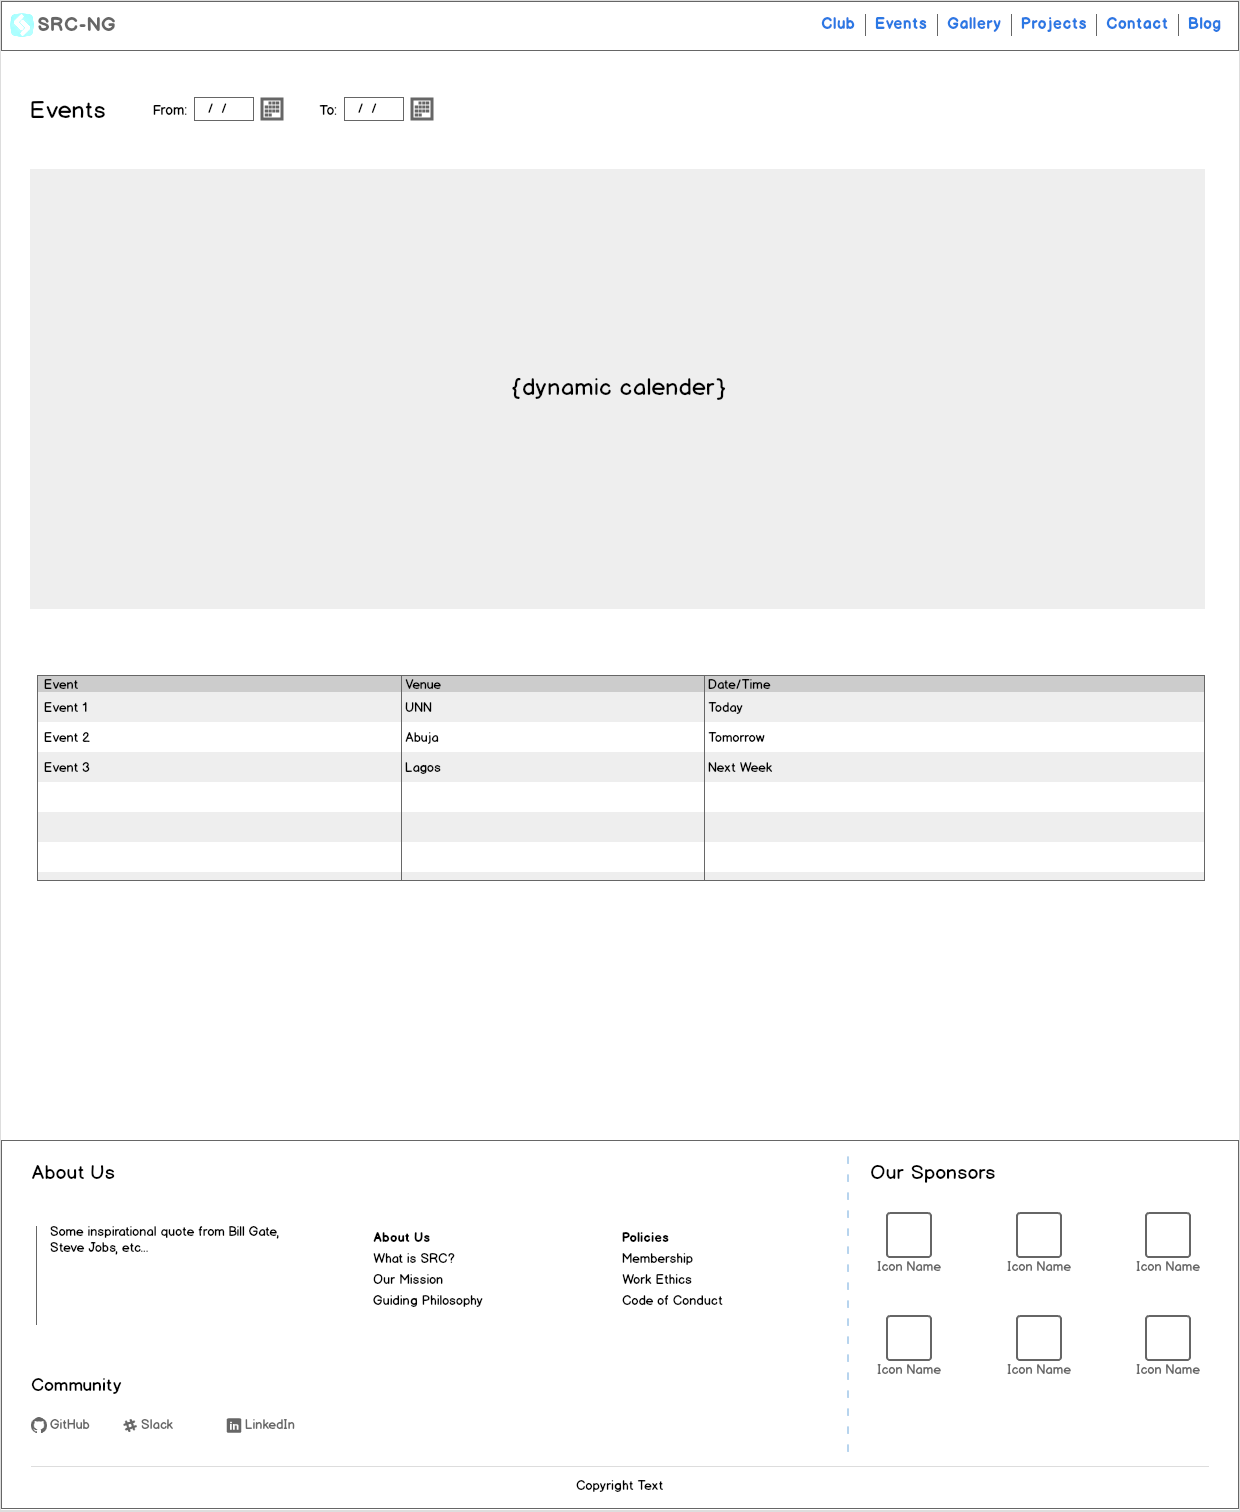 SRC-NG
Club Events Gallery Projects Contact Blog
Events From: / / To: / /
{dynamic calender}
Event Venue Date/Time
Event 1 UNN Today
Event 2 Abuja Tomorrow
Event 3 Lagos Next Week
About Us
Some inspirational quote from Bill Gate,
Steve Jobs, etc...
About Us
What is SRC?
Our Mission
Guiding Philosophy
Policies
Membership
Work Ethics
Code of Conduct
Community
GitHub Slack LinkedIn
Our Sponsors
Icon Name Icon Name Icon Name
Icon Name Icon Name Icon Name
Copyright Text